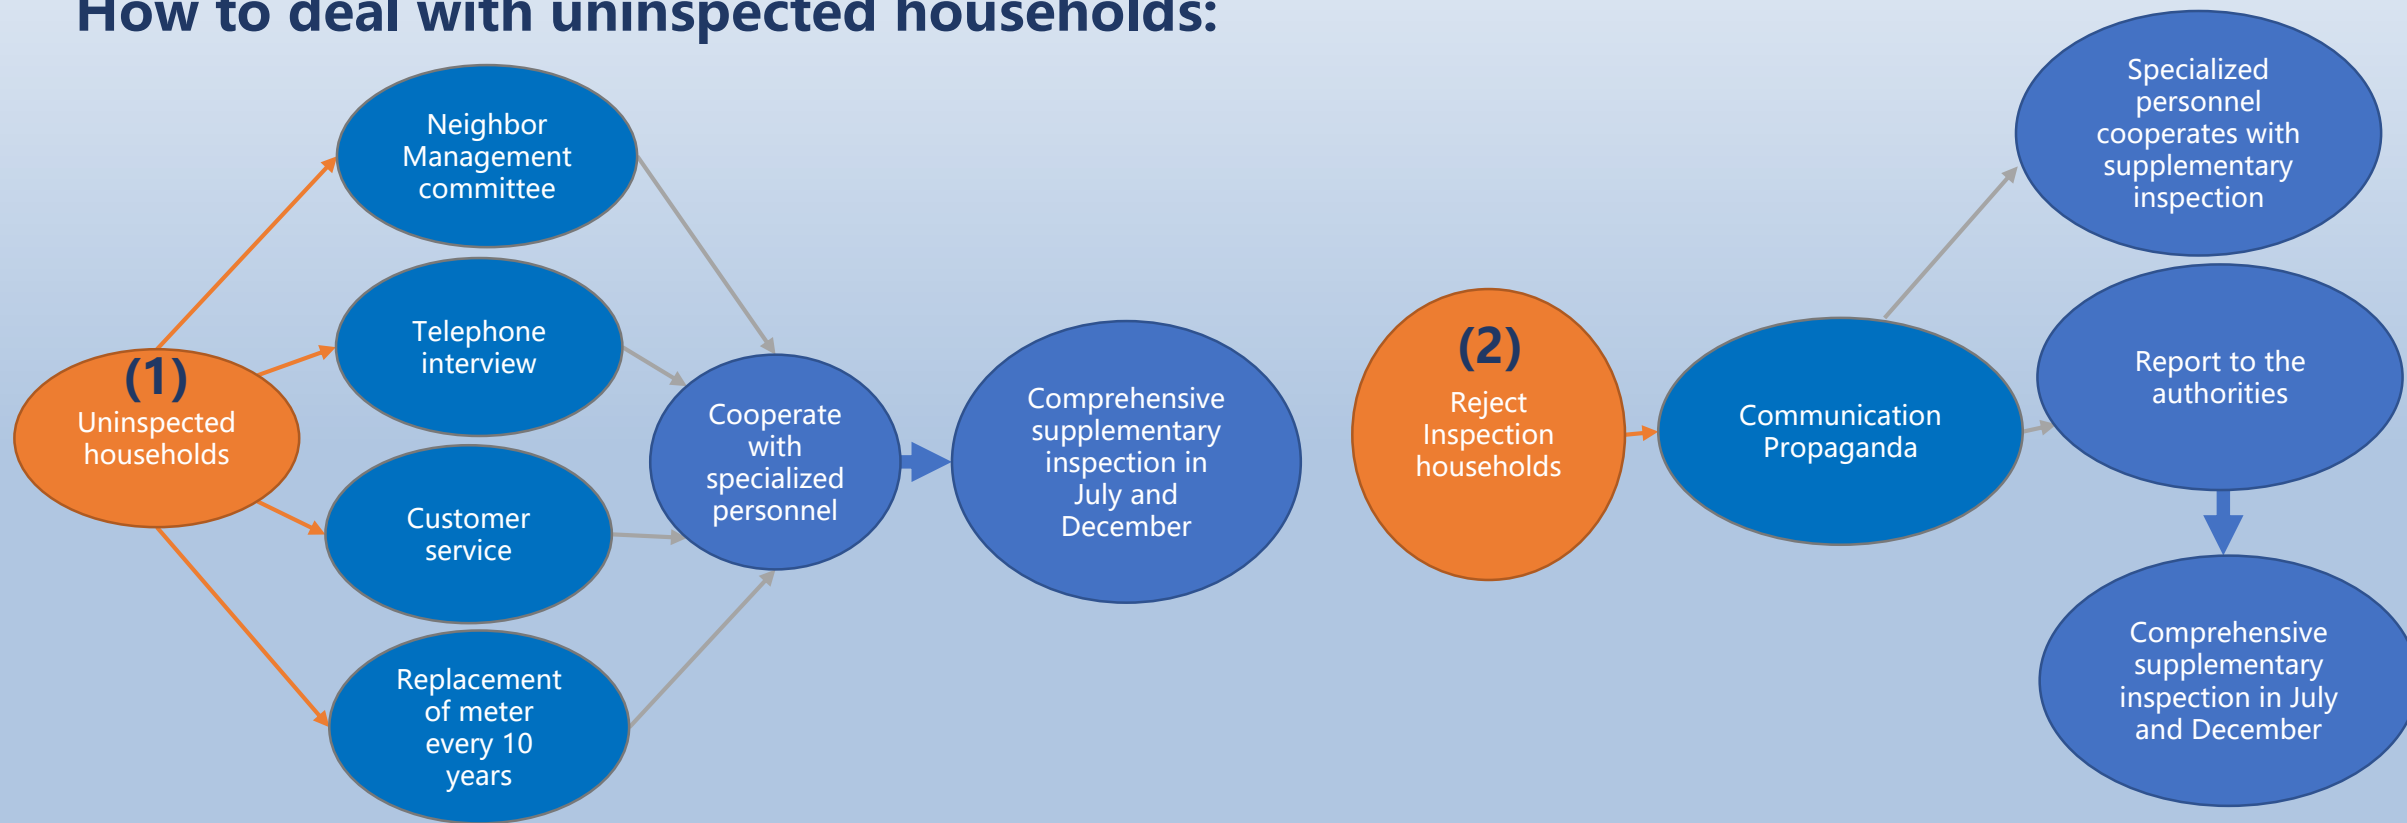 How to deal with uninspected households:
(1)
Uninspected
households
Neighbor
Management
committee
Telephone
interview
Customer
service
Replacement
of meter
every 10
years
Cooperate
with
specialized
personnel
Comprehensive
supplementary
inspection in
July and
December
(2)
Reject
Inspection
households
Communication
Propaganda
Specialized
personnel
cooperates with
supplementary
inspection
Report to the
authorities
Comprehensive
supplementary
inspection in July
and December